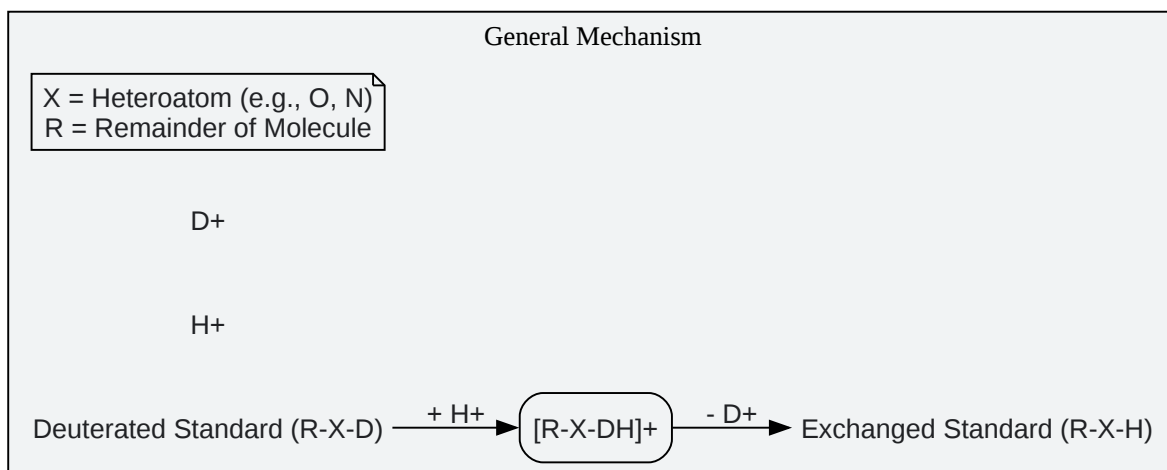 General Mechanism
X = Heteroatom (e.g., O, N)
R = Remainder of Molecule
D+
H+
Deuterated Standard (R-X-D)
+ H+
[R-X-DH]+
- D+
Exchanged Standard (R-X-H)